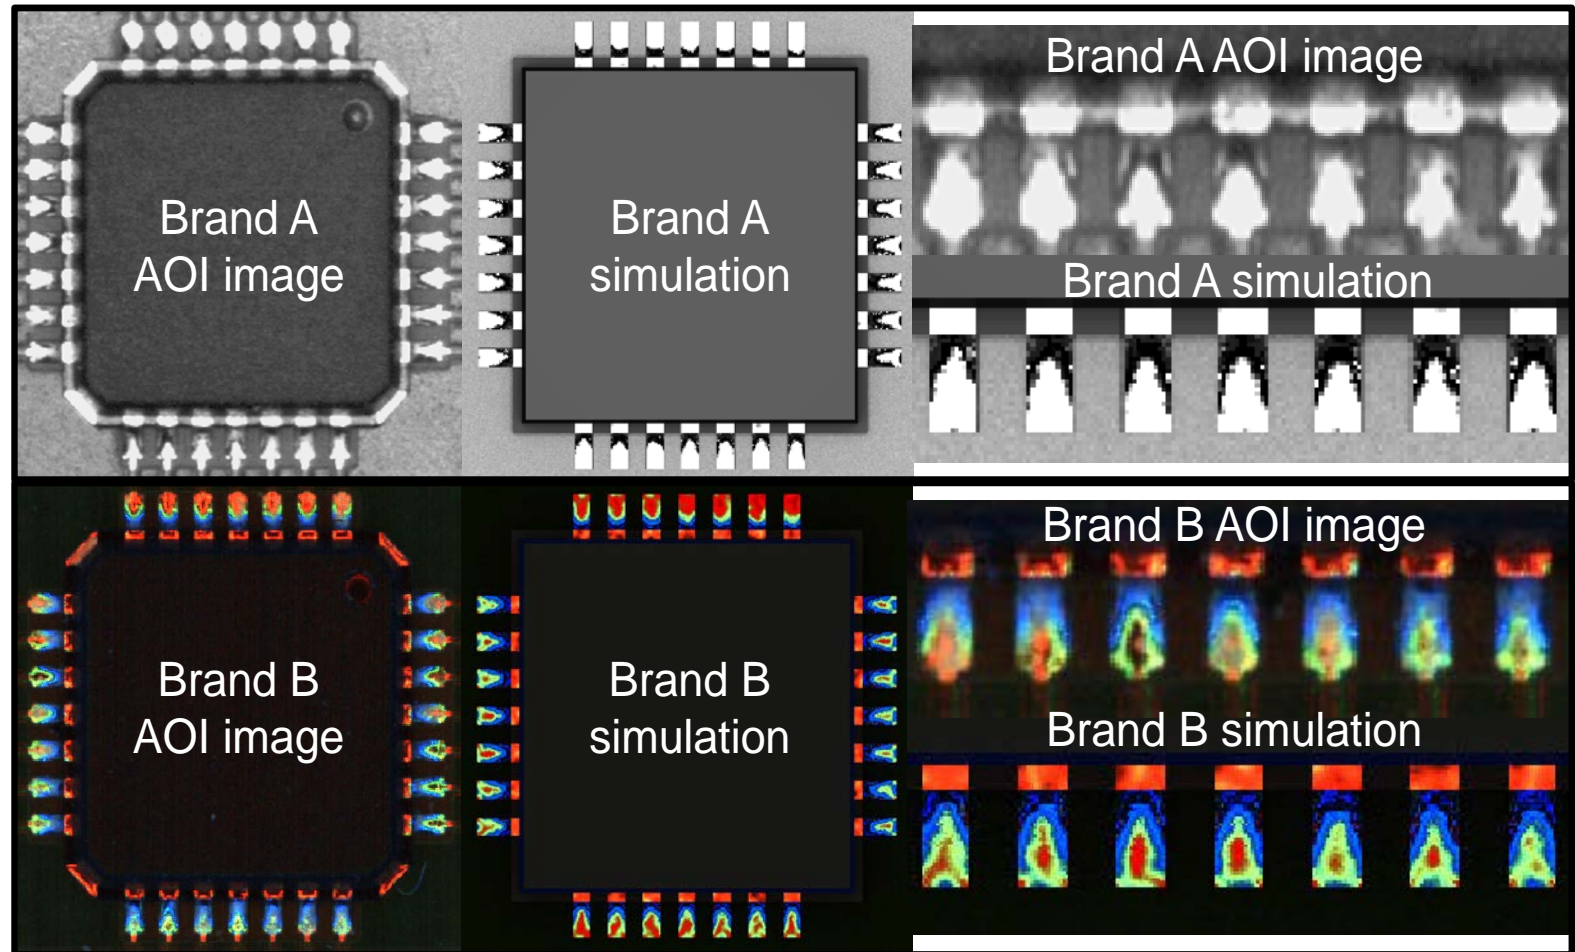 Brand A
AOI image
Brand A
simulation
Brand A AOI image
Brand A simulation
Brand B
AOI image
Brand B
simulation
Brand B AOI image
Brand B simulation